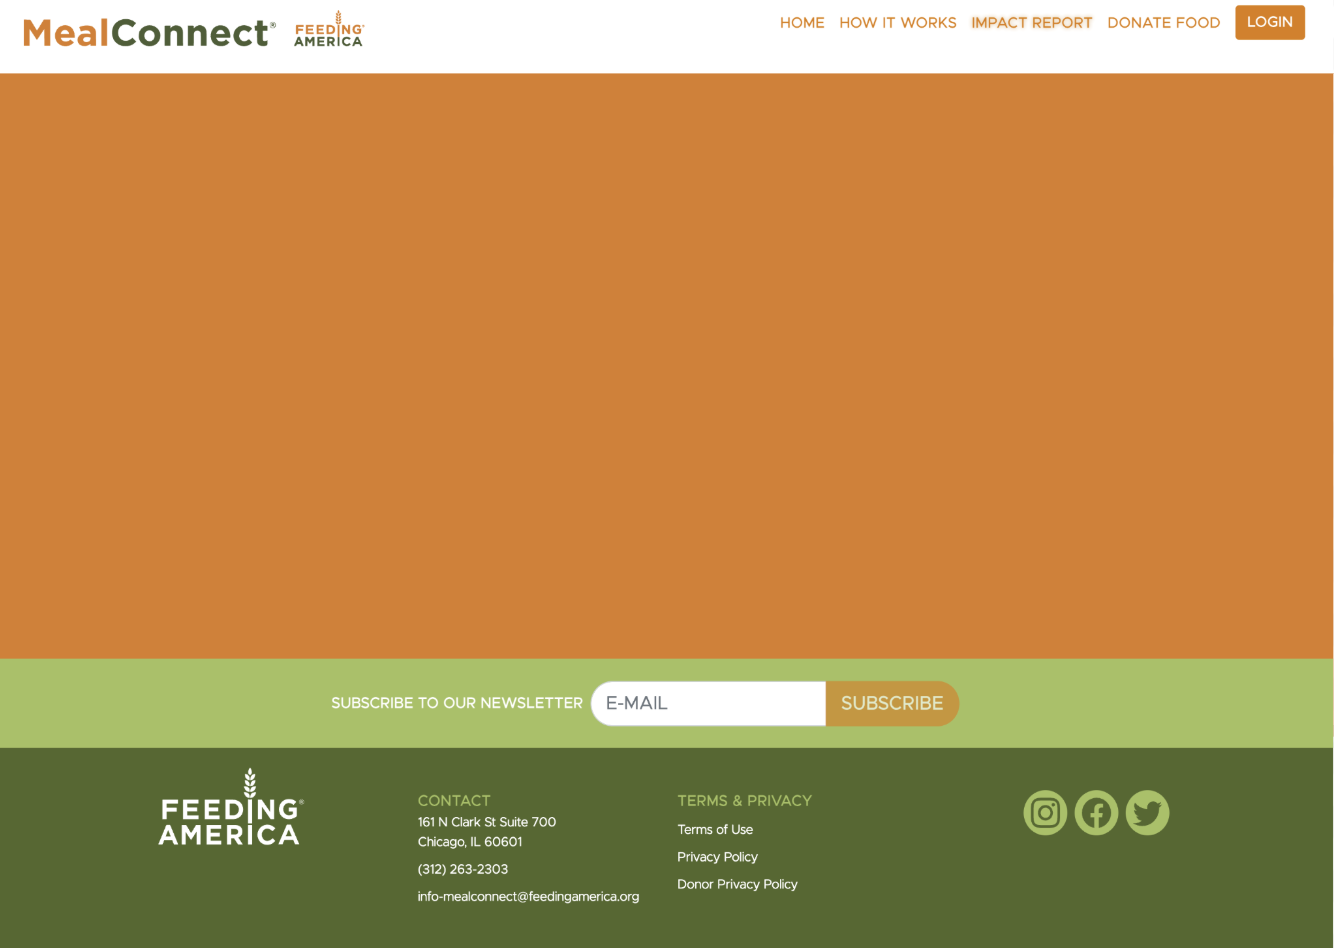 MealConnect®
FEEDING®
AMERICA
HOME HOW IT WORKS IMPACT REPORT DONATE FOOD LOGIN
SUBSCRIBE TO OUR NEWSLETTER E-MAIL SUBSCRIBE
FEEDING®
AMERICA
CONTACT
161 N Clark St Suite 700
Chicago, IL 60601
(312) 263-2303
info-mealconnect@feedingamerica.org
TERMS & PRIVACY
Terms of Use
Privacy Policy
Donor Privacy Policy